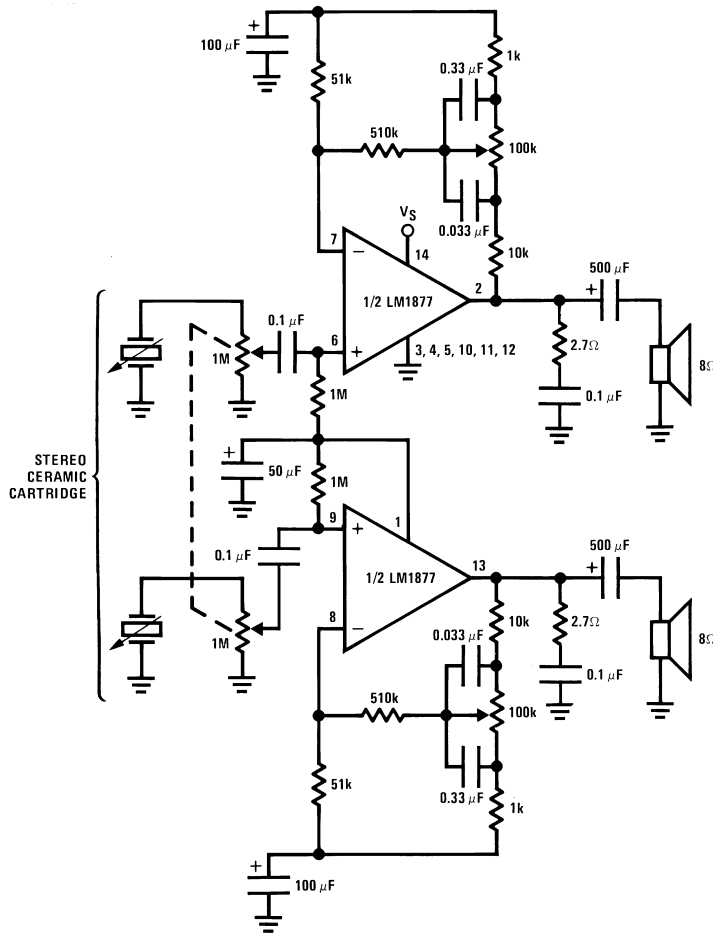 +
100 μF
51k
1k
0.33 μF
510k
100k
0.033 μF
10k
VS
14
7
−
1/2 LM1877
2
6
+
3, 4, 5, 10, 11, 12
+
500 μF
2.7Ω
0.1 μF
8Ω
1M
0.1 μF
1M
+
50 μF
1M
STEREO
CERAMIC
CARTRIDGE
9
+
1
1/2 LM1877
13
8
−
0.1 μF
1M
+
500 μF
10k
2.7Ω
0.1 μF
8Ω
0.033 μF
510k
100k
0.33 μF
51k
1k
+
100 μF